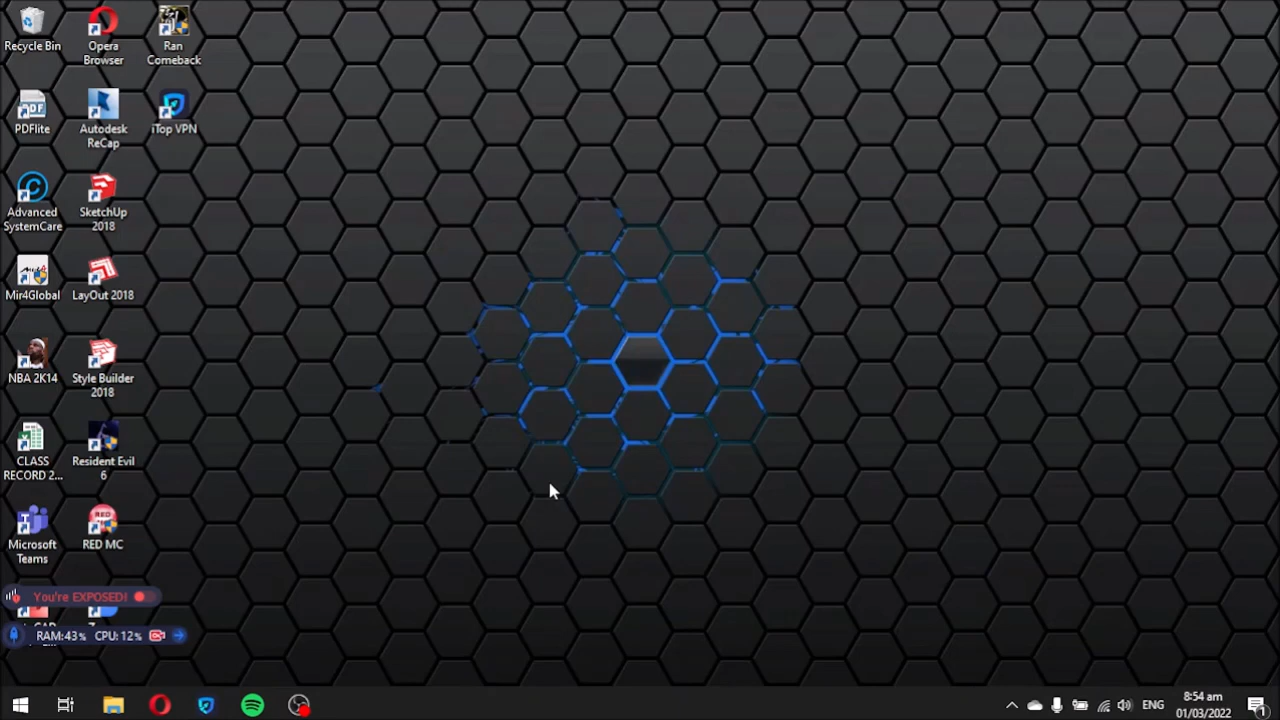 Recycle Bin
Opera
Browser
Ran
Comeback
PDFlite
Autodesk
ReCap
iTop VPN
Advanced
SystemCare
SketchUp
2018
Mir4Global
LayOut 2018
NBA 2K14
Style Builder
2018
CLASS
RECORD 2...
Resident Evil
6
Microsoft
Teams
RED MC
You're EXPOSED!
RAM:43% CPU: 12%
ENG
8:54 am
01/03/2022
1